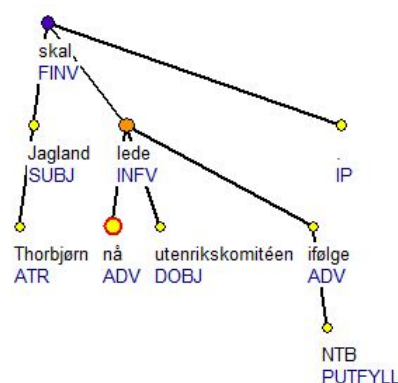 skal
FINV
Jagland lede .
SUBJ INFV IP
Thorbjørn nå utenrikskomitéen ifølge
ATR ADV DOBJ ADV
NTB
PUTFYLL